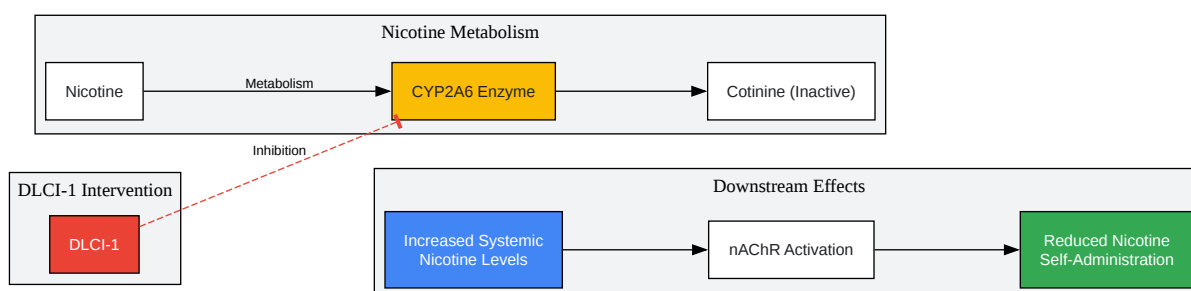 Nicotine Metabolism
Nicotine
Metabolism
CYP2A6 Enzyme
Cotinine (Inactive)
Inhibition
DLCI-1 Intervention
DLCI-1
Downstream Effects
Increased Systemic
Nicotine Levels
nAChR Activation
Reduced Nicotine
Self-Administration